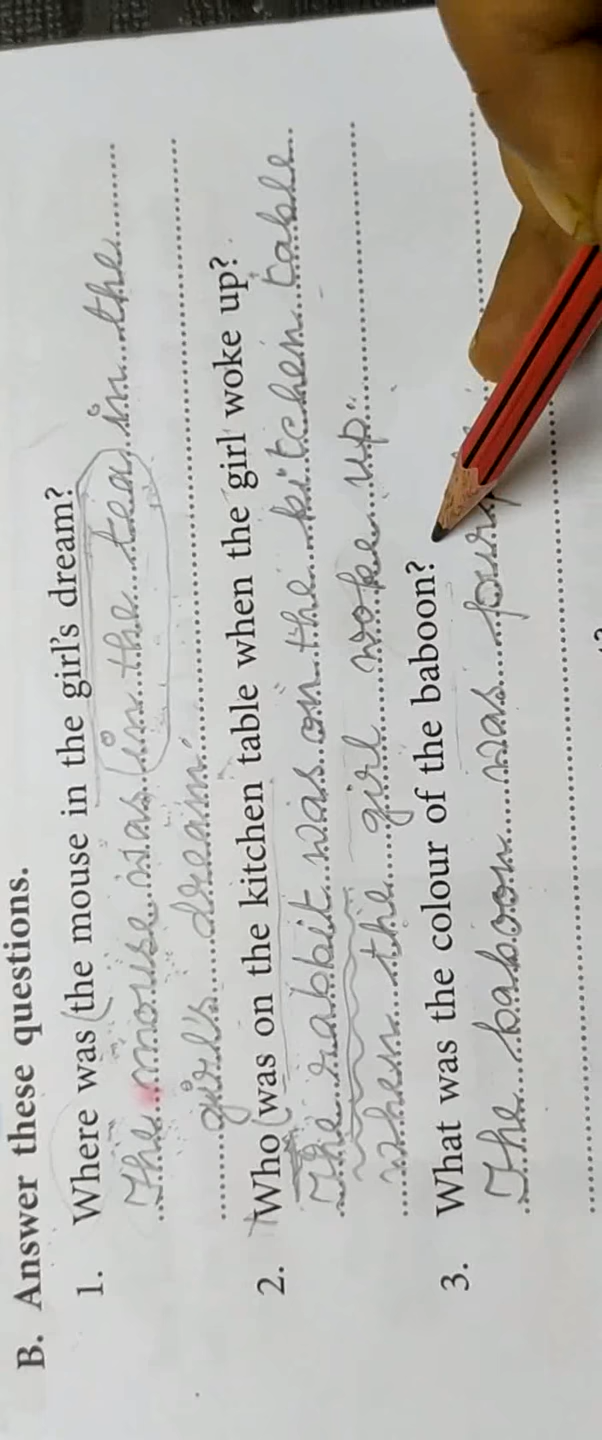 B. Answer these questions.
1. Where was the mouse in the girl's dream?
The mouse was in the tea in the
girl's dream.
2. Who was on the kitchen table when the girl woke up?
The rabbit was on the kitchen table
when the girl woke up.
3. What was the colour of the baboon?
The baboon was